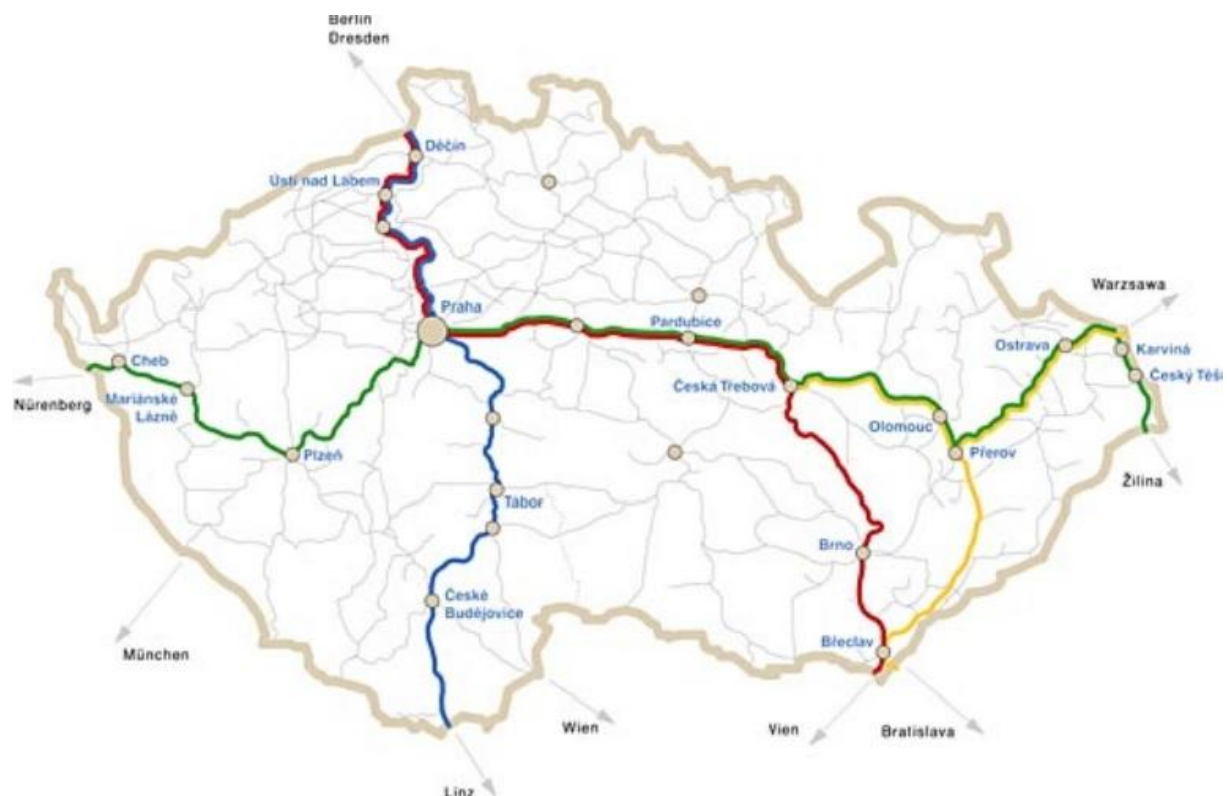 Berlin
Dresden
Děčín
Ústí nad Labem
Praha
Warzsawa
Pardubice
Ostrava
Karviná
Cheb
Český Těš
Nürenberg
Mariánské
Lázně
Česká Třebová
Olomouc
Plzeň
Přerov
Žilina
Tábor
Brno
České
Budějovice
Břeclav
München
Wien
Vien
Bratislava
Linz